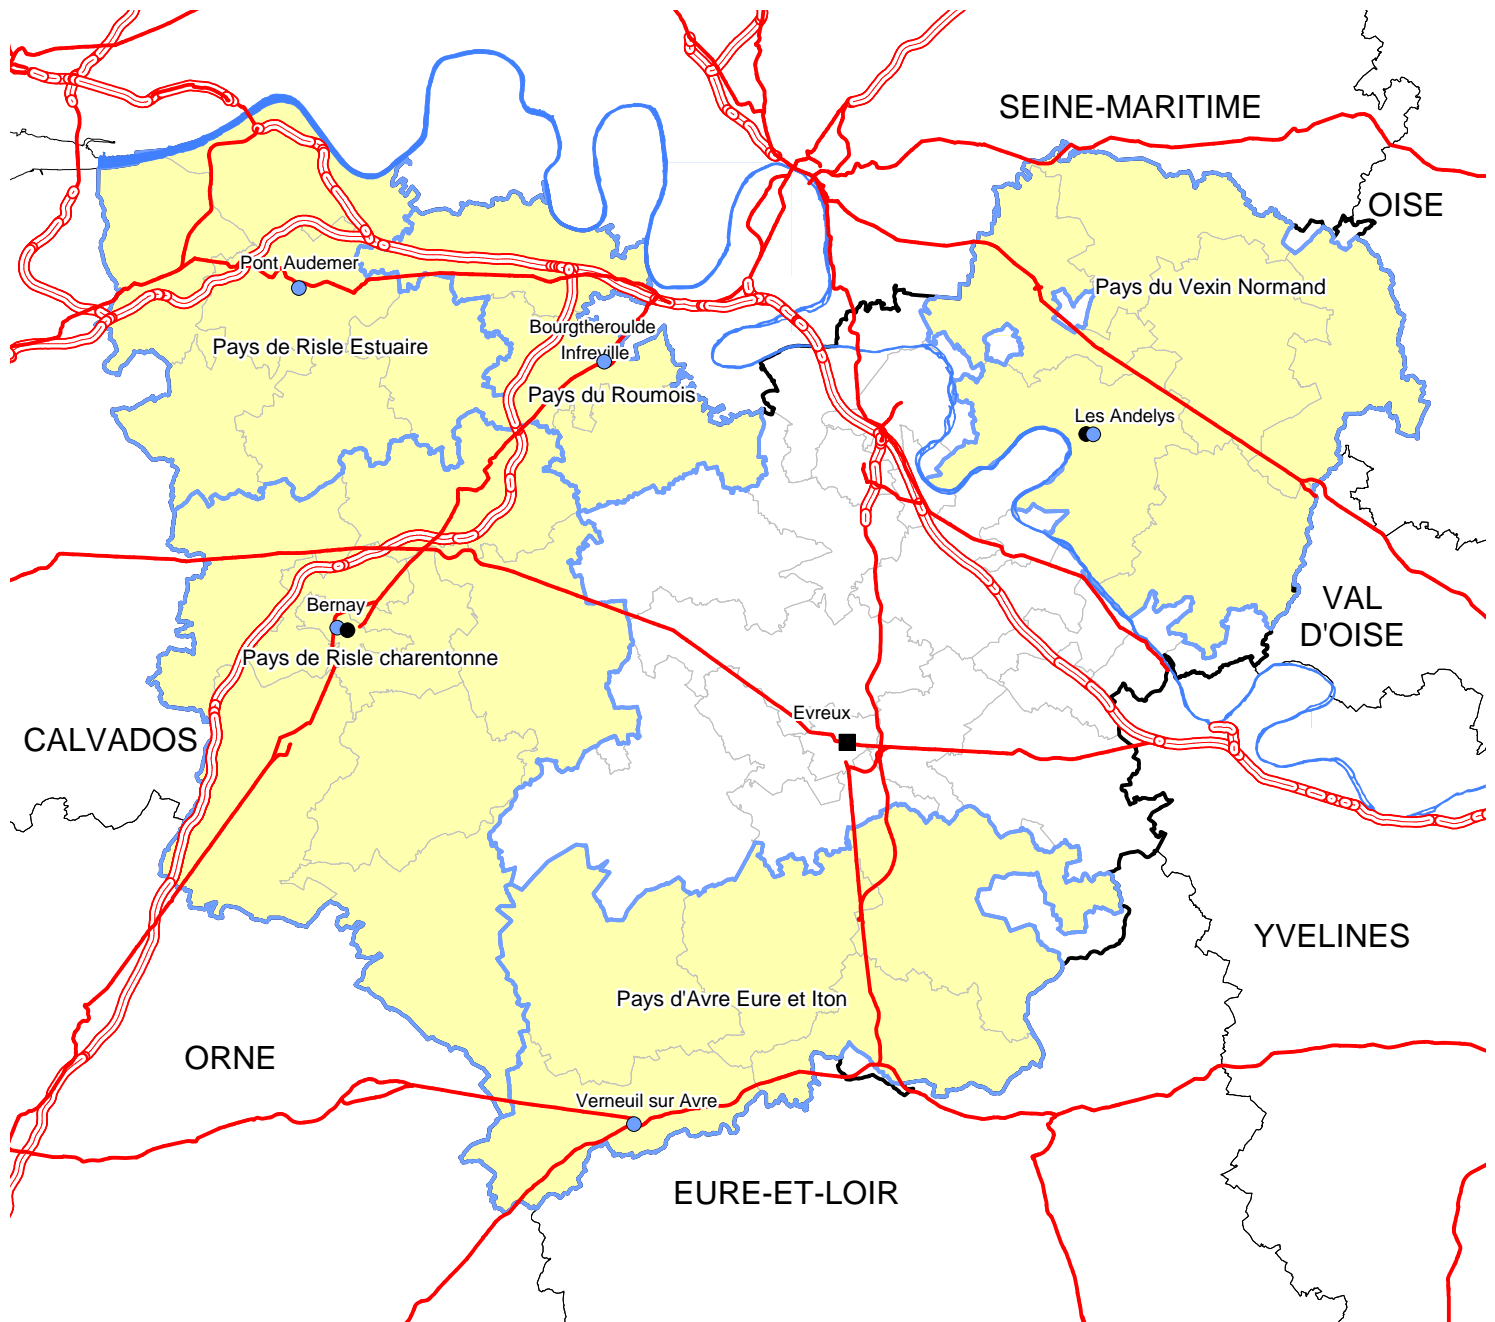 SEINE-MARITIME
OISE
Pont Audemer
Pays du Vexin Normand
Bourgtheroulde
Infreville
Pays de Risle Estuaire
Pays du Roumois
Les Andelys
Bernay
VAL
D'OISE
Pays de Risle charentonne
Evreux
CALVADOS
YVELINES
Pays d'Avre Eure et Iton
ORNE
Verneuil sur Avre
EURE-ET-LOIR